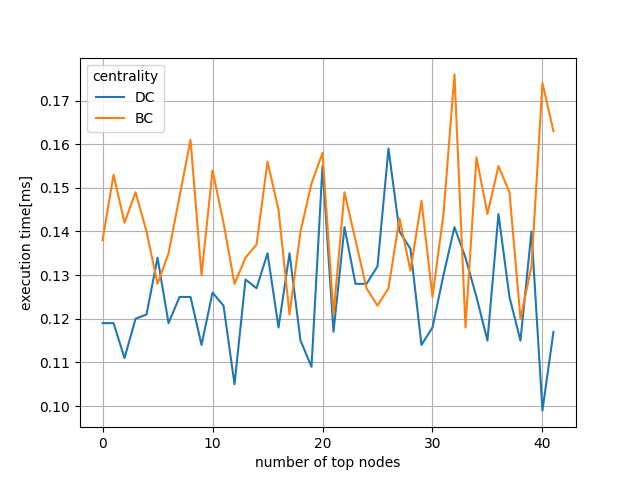 centrality
DC
BC
0.17
0.16
0.15
0.14
0.13
0.12
0.11
0.10
execution time[ms]
0 10 20 30 40
number of top nodes